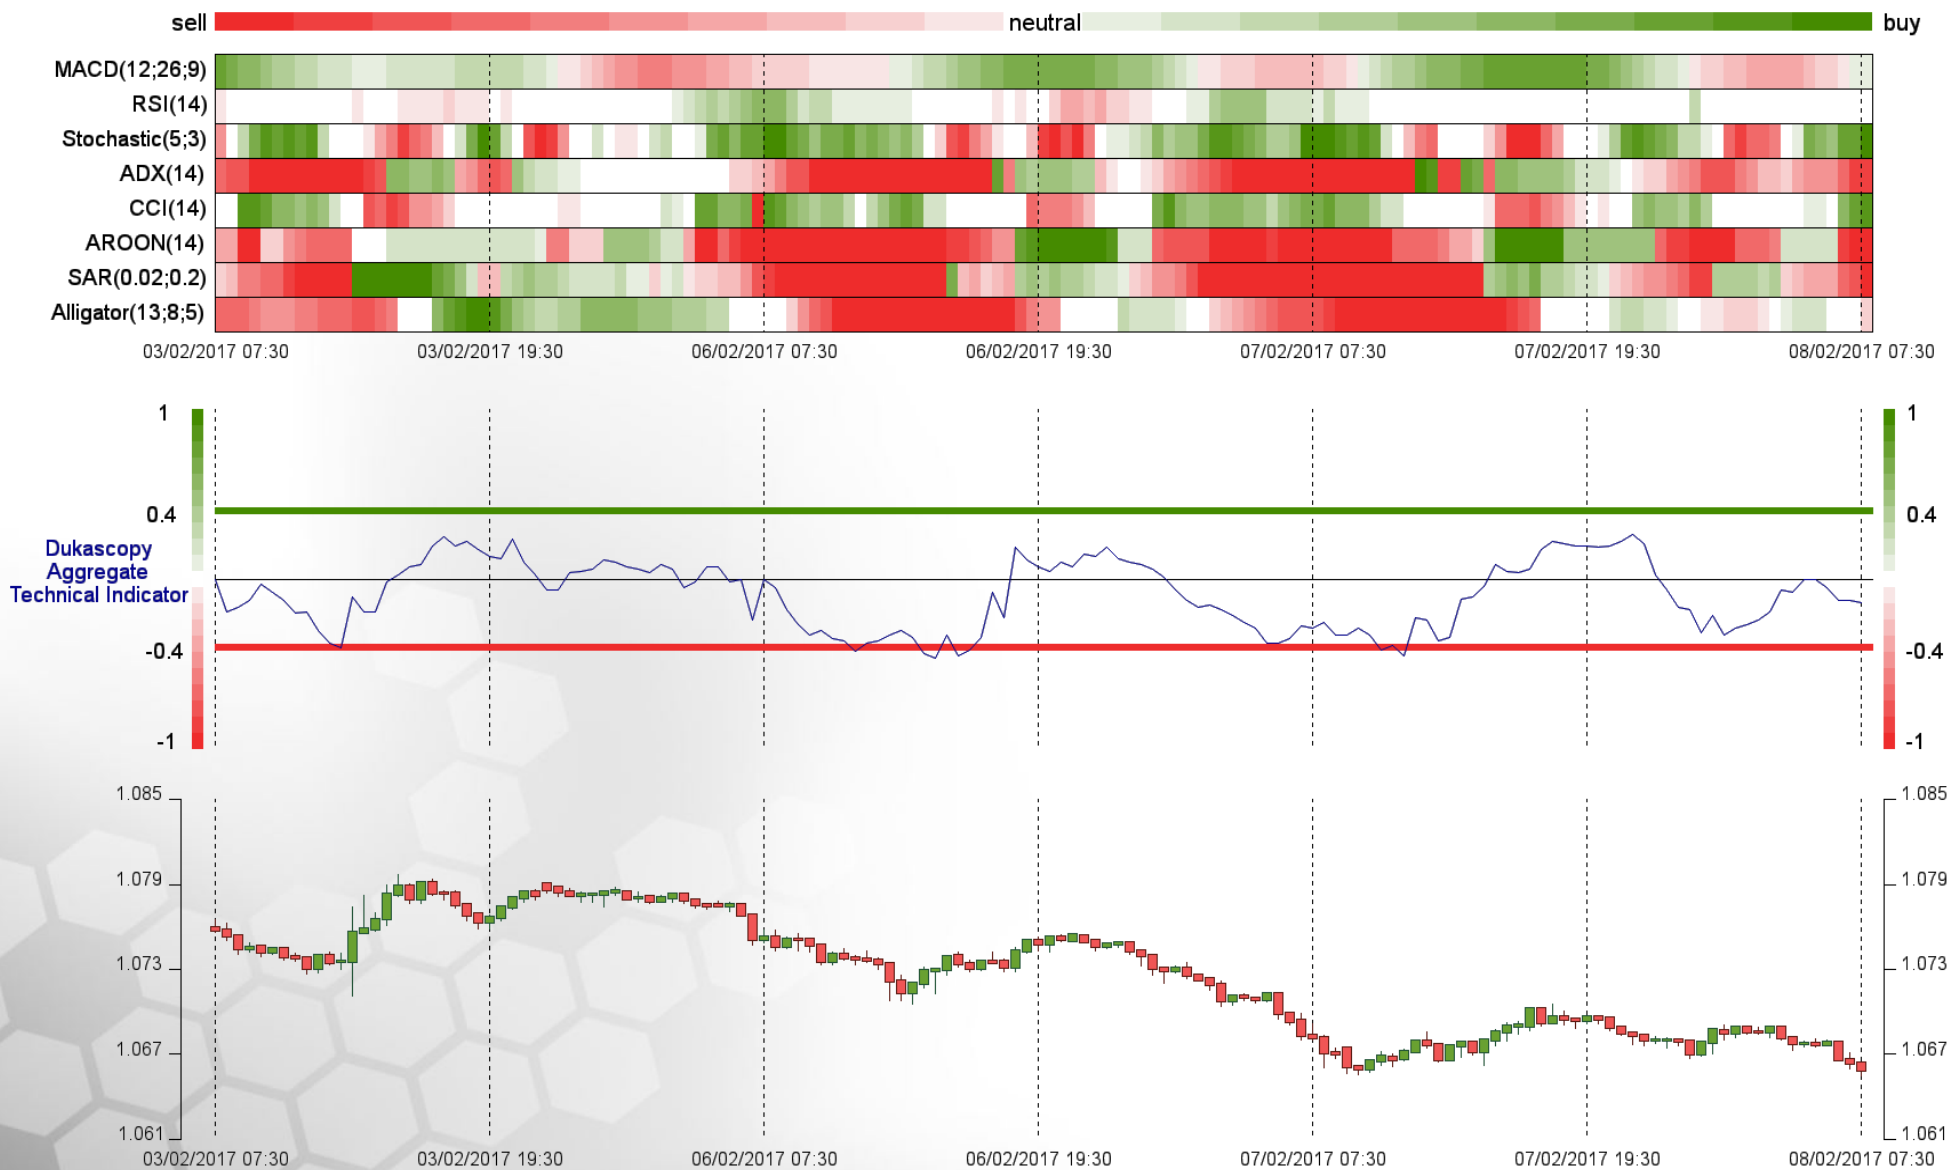 sell neutral buy
MACD(12;26;9)
RSI(14)
Stochastic(5;3)
ADX(14)
CCI(14)
AROON(14)
SAR(0.02;0.2)
Alligator(13;8;5)
03/02/2017 07:30 03/02/2017 19:30 06/02/2017 07:30 06/02/2017 19:30 07/02/2017 07:30 07/02/2017 19:30 08/02/2017 07:30
1 1
0.4 0.4
Dukascopy
Aggregate
Technical Indicator
-0.4 -0.4
-1 -1
1.085 1.085
1.079 1.079
1.073 1.073
1.067 1.067
1.061 1.061
03/02/2017 07:30 03/02/2017 19:30 06/02/2017 07:30 06/02/2017 19:30 07/02/2017 07:30 07/02/2017 19:30 08/02/2017 07:30